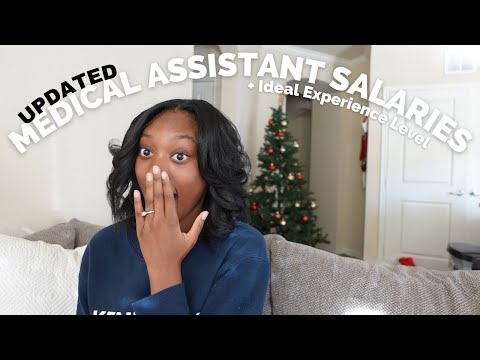 UPDATED
MEDICAL ASSISTANT SALARIES
+ Ideal Experience Level